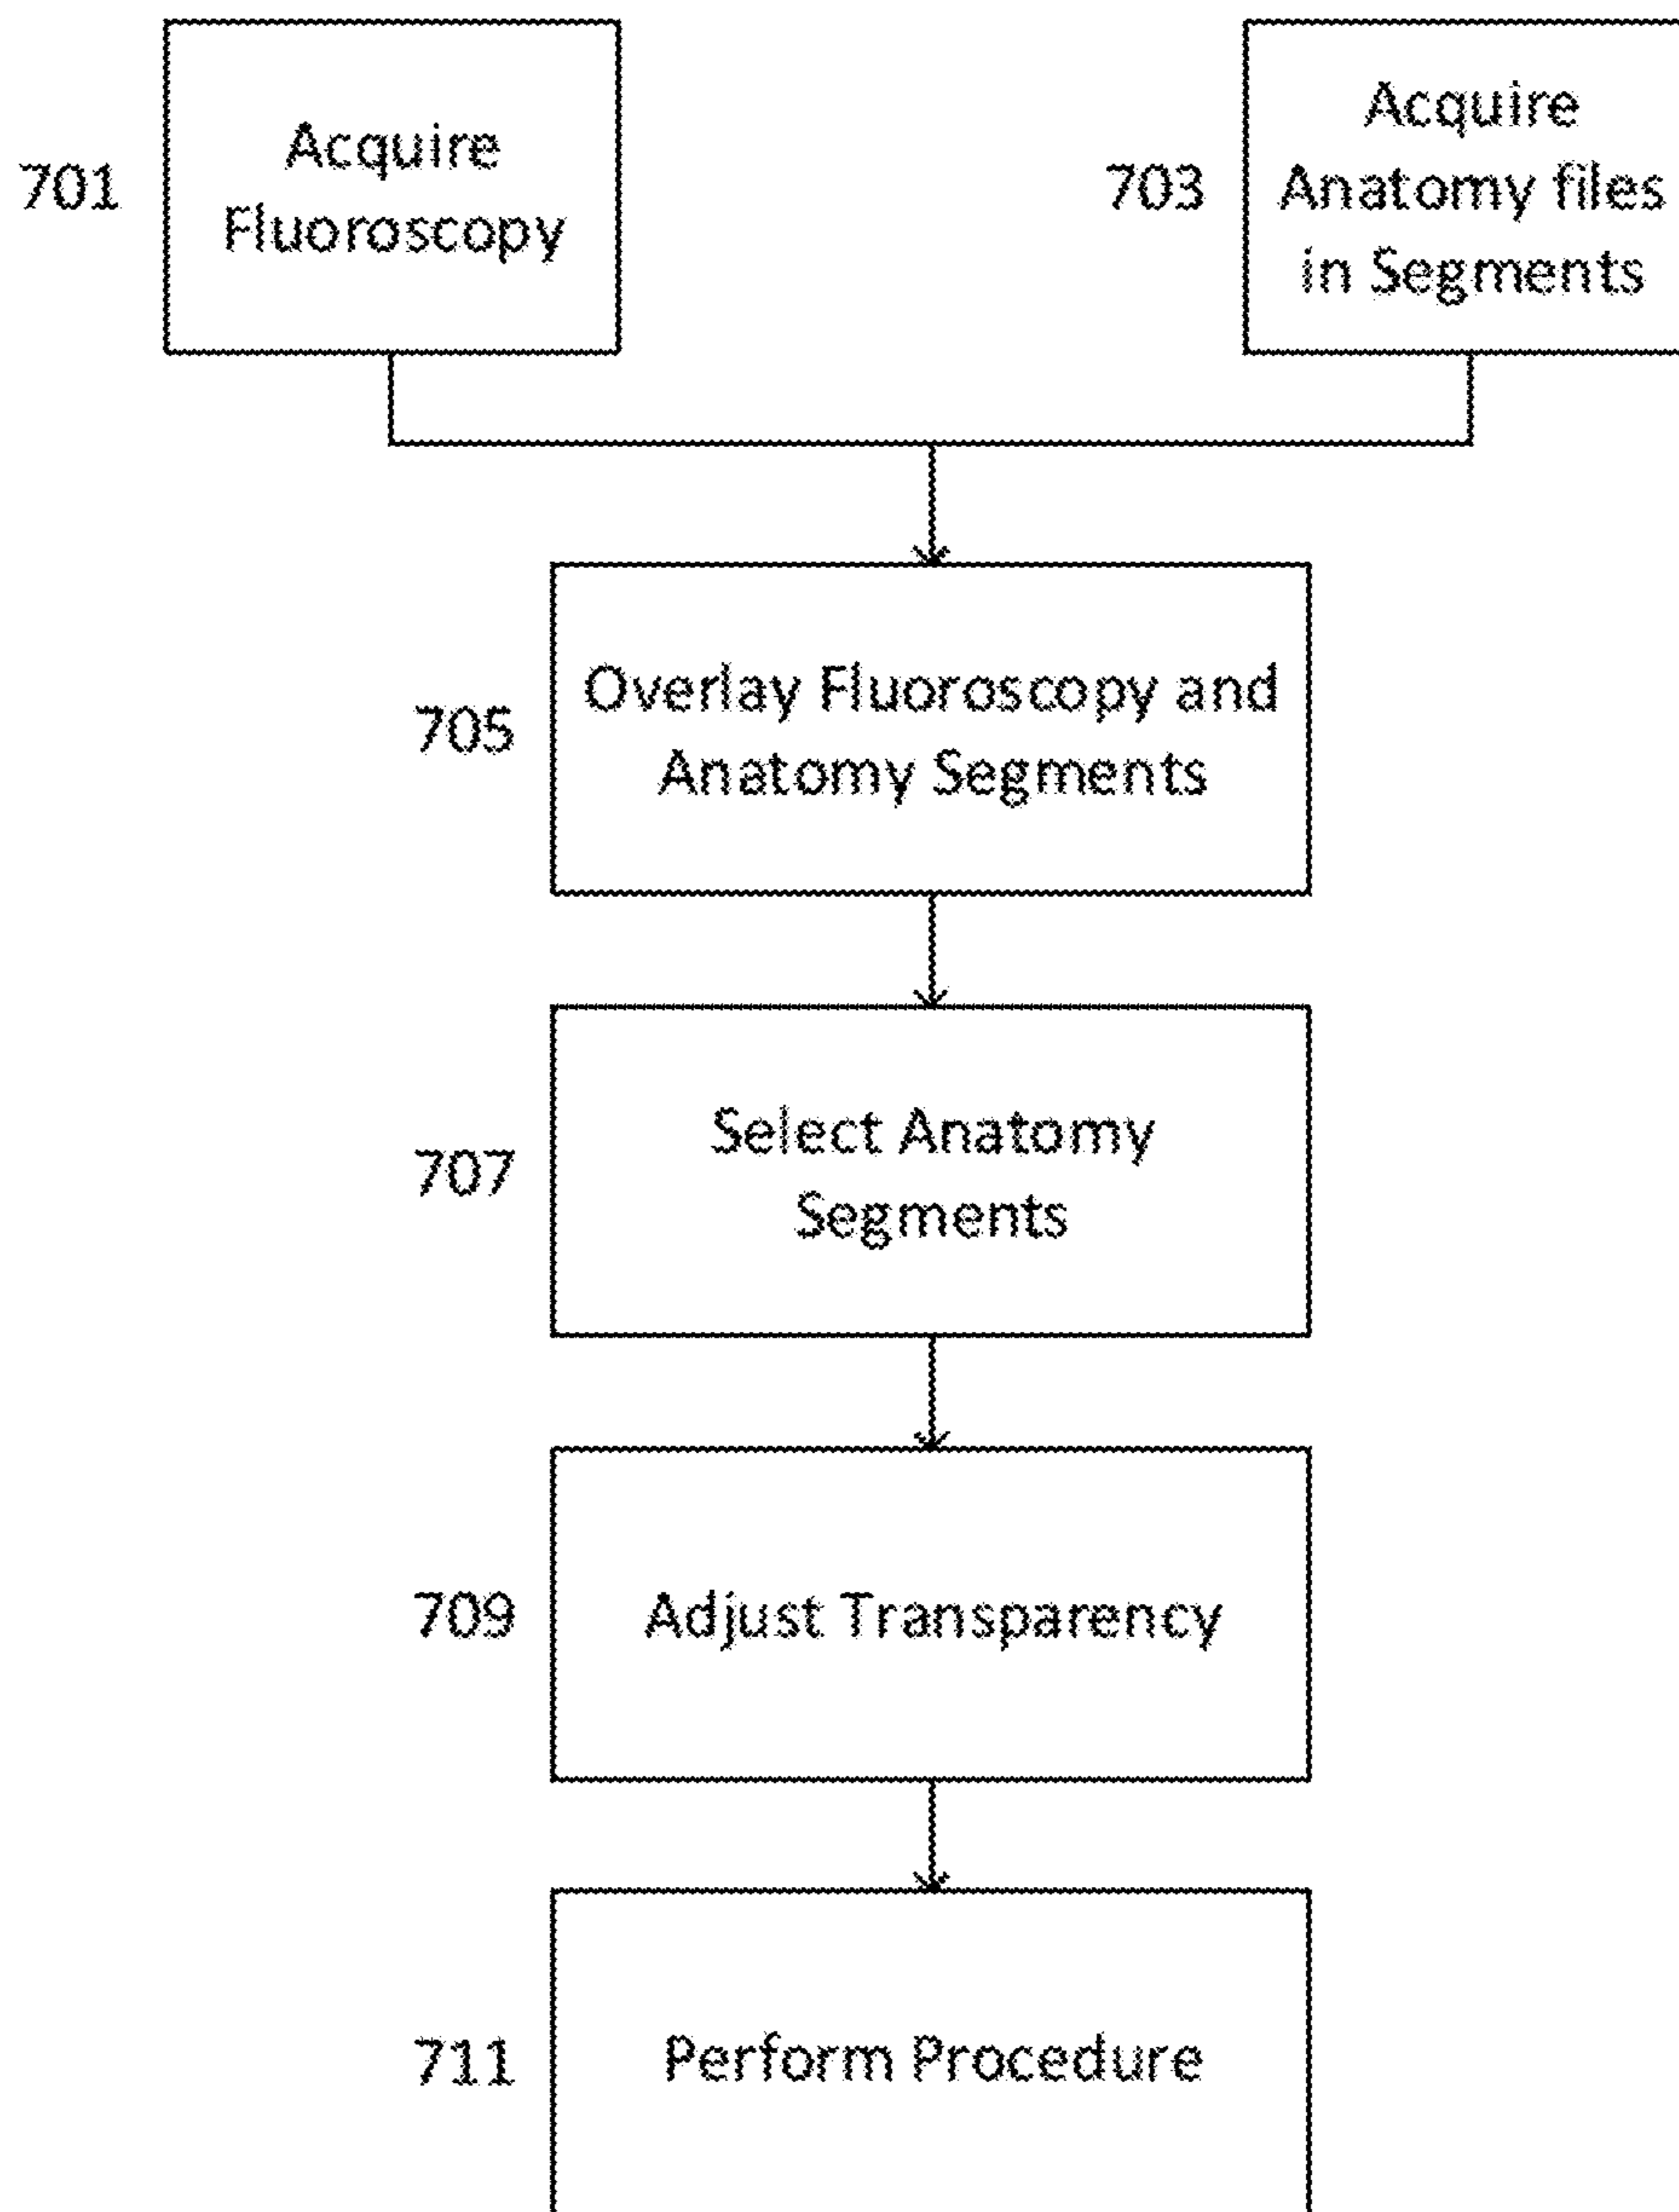 701
Acquire
Fluoroscopy
703
Acquire
Anatomy files
in Segments
705
Overlay Fluoroscopy and
Anatomy Segments
707
Select Anatomy
Segments
709
Adjust Transparency
711
Perform Procedure